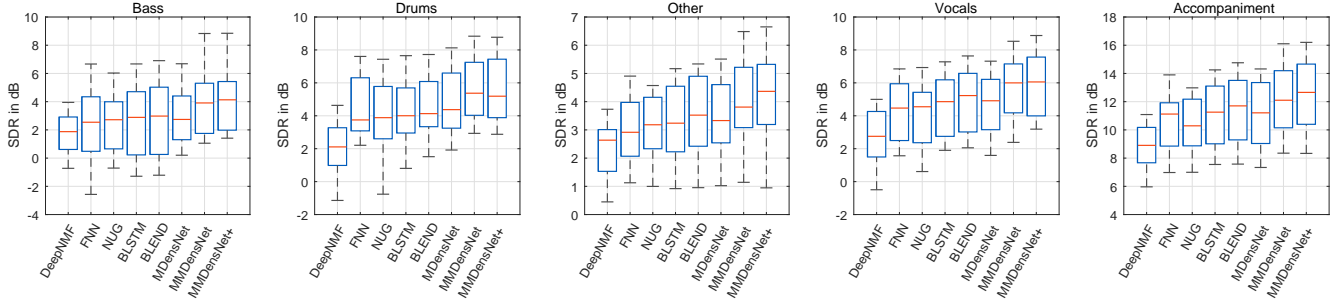 Bass
SDR in dB
10
8
6
4
2
0
-2
-4
DeepNMF
FNN
NUG
BLSTM
BLEND
MDensNet
MMDensNet
MMDensNet+
Drums
SDR in dB
10
8
6
4
2
0
-2
DeepNMF
FNN
NUG
BLSTM
BLEND
MDensNet
MMDensNet
MMDensNet+
Other
SDR in dB
7
6
5
4
3
2
1
0
DeepNMF
FNN
NUG
BLSTM
BLEND
MDensNet
MMDensNet
MMDensNet+
Vocals
SDR in dB
10
8
6
4
2
0
-2
DeepNMF
FNN
NUG
BLSTM
BLEND
MDensNet
MMDensNet
MMDensNet+
Accompaniment
SDR in dB
18
16
14
12
10
8
6
4
DeepNMF
FNN
NUG
BLSTM
BLEND
MDensNet
MMDensNet
MMDensNet+